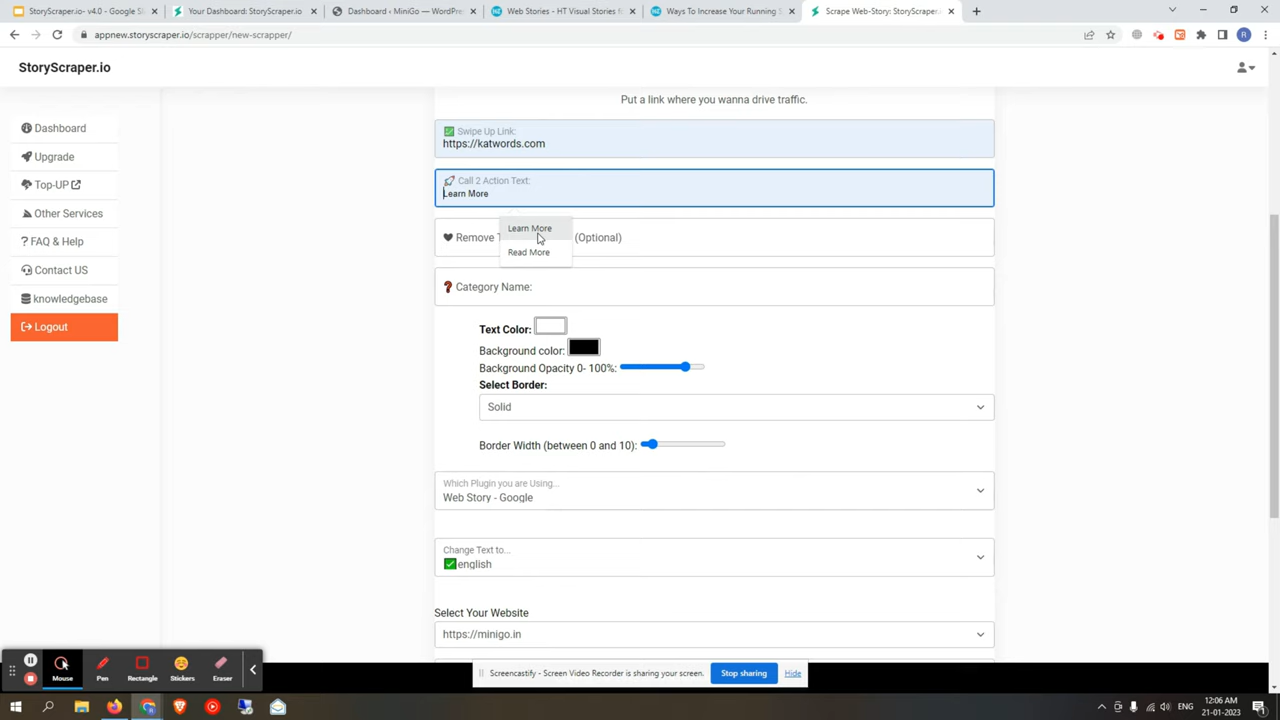 StoryScraper.io- v4.0 - Google Sl
Your Dashboard: StoryScraper.io
Dashboard ‹ MiniGo — WordPre
Web Stories - HT Visual Stories f
Ways To Increase Your Running S
Scrape Web-Story: StoryScraper.
appnew.storyscraper.io/scrapper/new-scrapper/
R
StoryScraper.io
Put a link where you wanna drive traffic.
Dashboard
Upgrade
Top-UP
Other Services
FAQ & Help
Contact US
knowledgebase
Logout
Swipe Up Link:
https://katwords.com
Call 2 Action Text:
Learn More
Learn More
Read More
Remove T (Optional)
Category Name:
Text Color:
Background color:
Background Opacity 0- 100%:
Select Border:
Solid
Border Width (between 0 and 10):
Which Plugin you are Using...
Web Story - Google
Change Text to...
english
Select Your Website
https://minigo.in
Mouse
Pen
Rectangle
Stickers
Eraser
Screencastify - Screen Video Recorder is sharing your screen.
Stop sharing
Hide
ENG
12:06 AM
21-01-2023
1